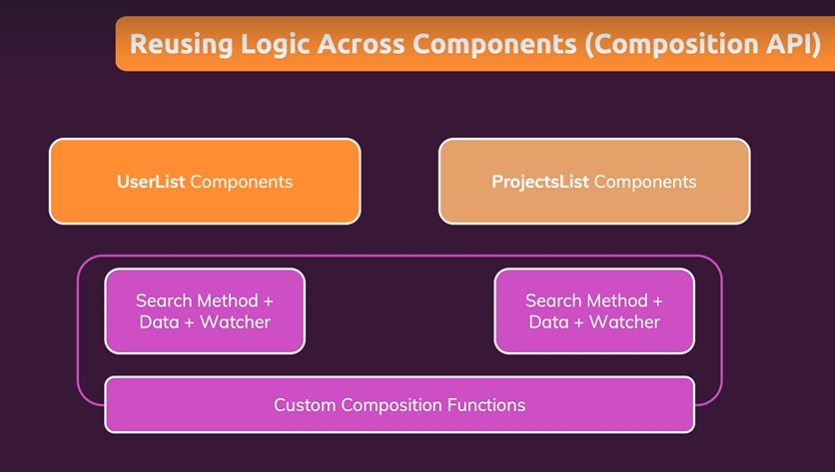 Reusing Logic Across Components (Composition API)
UserList Components
ProjectsList Components
Search Method +
Data + Watcher
Search Method +
Data + Watcher
Custom Composition Functions